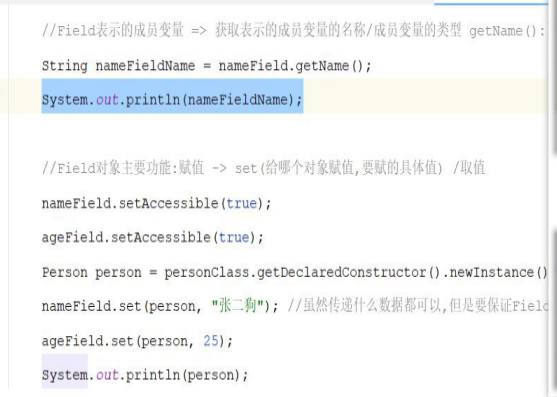 //Field表示的成员变量 => 获取表示的成员变量的名称/成员变量的类型 getName():
String nameFieldName = nameField.getName();
System.out.println(nameFieldName);
//Field对象主要功能:赋值 -> set(给哪个对象赋值,要赋的具体值) /取值
nameField.setAccessible(true);
ageField.setAccessible(true);
Person person = personClass.getDeclaredConstructor().newInstance()
nameField.set(person, "张二狗"); //虽然传递什么数据都可以,但是要保证Field
ageField.set(person, 25);
System.out.println(person);